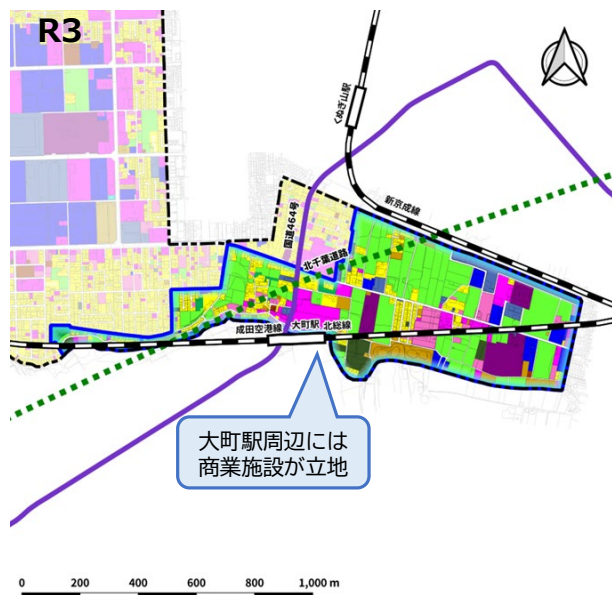 R3
くぬぎ山駅
新京成線
国道464号
北千葉道路
成田空港線
大町駅
北総線
大町駅周辺には
商業施設が立地
0 200 400 600 800 1,000 m